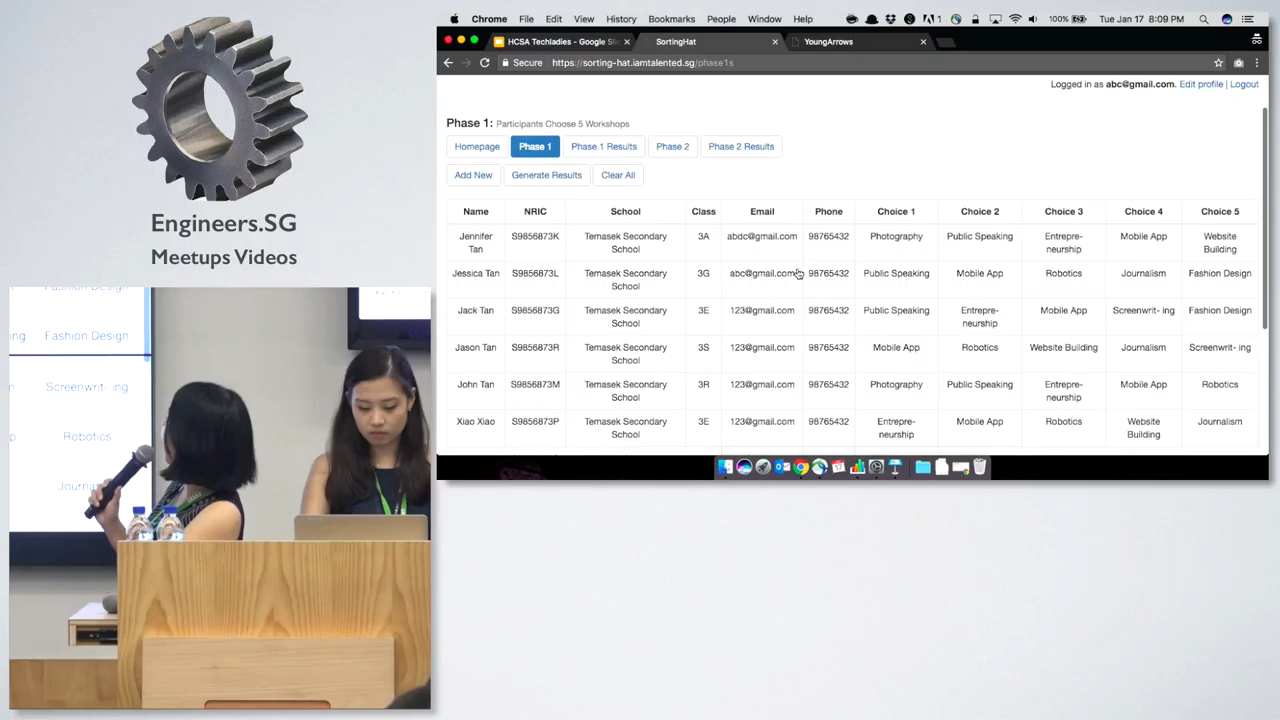 Engineers.SG
Meetups Videos
Fashion Design
ing Fashion Design
Screenwrit- ing
Robotics
Chrome File Edit View History Bookmarks People Window Help 100% Tue Jan 17 8:09 PM
HCSA Techladies - Google Sli
SortingHat
YoungArrows
Secure https://sorting-hat.iamtalented.sg/phase1s
Logged in as abc@gmail.com. Edit profile | Logout
Phase 1: Participants Choose 5 Workshops
Homepage Phase 1 Phase 1 Results Phase 2 Phase 2 Results
Add New Generate Results Clear All
Name NRIC School Class Email Phone Choice 1 Choice 2 Choice 3 Choice 4 Choice 5
Jennifer S9856873K Temasek Secondary 3A abdc@gmail.com 98765432 Photography Public Speaking Entrepre- Mobile App Website
Tan School neurship Building
Jessica Tan S9856873L Temasek Secondary 3G abc@gmail.com 98765432 Public Speaking Mobile App Robotics Journalism Fashion Design
School
Jack Tan S9856873G Temasek Secondary 3E 123@gmail.com 98765432 Public Speaking Entrepre- Mobile App Screenwrit- ing Fashion Design
School neurship
Jason Tan S9856873R Temasek Secondary 3S 123@gmail.com 98765432 Mobile App Robotics Website Building Journalism Screenwrit- ing
School
John Tan S9856873M Temasek Secondary 3R 123@gmail.com 98765432 Photography Public Speaking Entrepre- Mobile App Robotics
School neurship
Xiao Xiao S9856873P Temasek Secondary 3E 123@gmail.com 98765432 Entrepre- Mobile App Robotics Website Journalism
School neurship Building